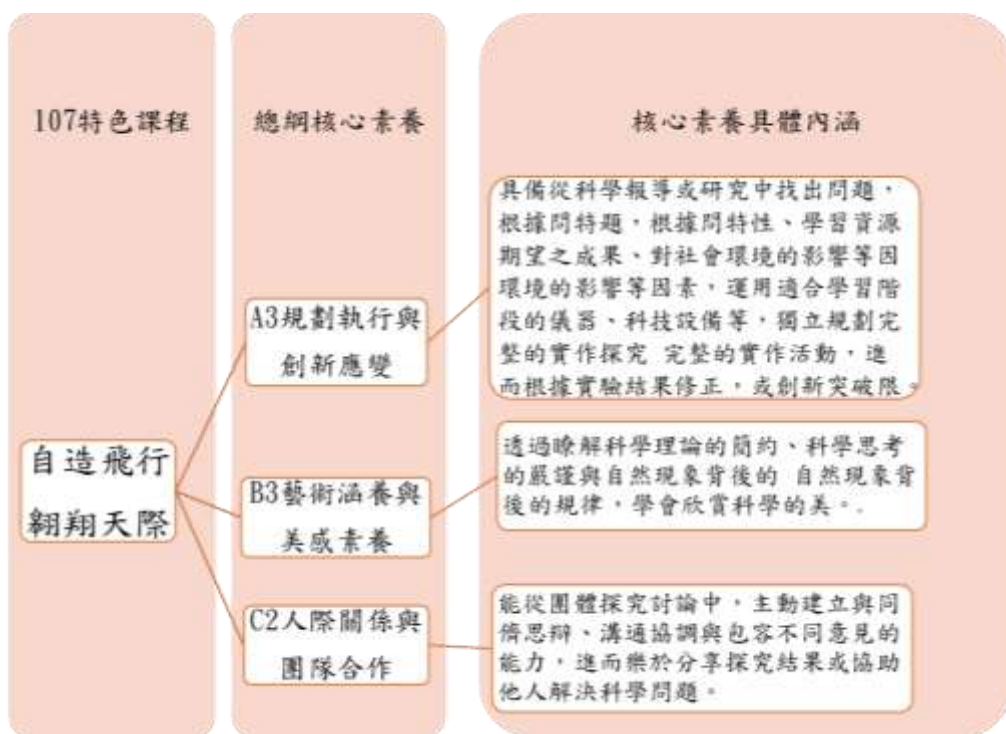 107特色課程
總綱核心素養
核心素養具體內涵
自造飛行
翱翔天際
A3規劃執行與
創新應變
具備從科學報導或研究中找出問題，
根據問特題，根據問特性、學習資源
期望之成果、對社會環境的影響等因
環境的影響等因素，運用適合學習階
段的儀器、科技設備等，獨立規劃完
整的實作探究 完整的實作活動，進
而根據實驗結果修正，或創新突破限。
B3藝術涵養與
美感素養
透過瞭解科學理論的簡約、科學思考
的嚴謹與自然現象背後的 自然現象背
後的規律，學會欣賞科學的美。.
C2人際關係與
團隊合作
能從團體探究討論中，主動建立與同
儕思辯、溝通協調與包容不同意見的
能力，進而樂於分享探究結果或協助
他人解決科學問題。